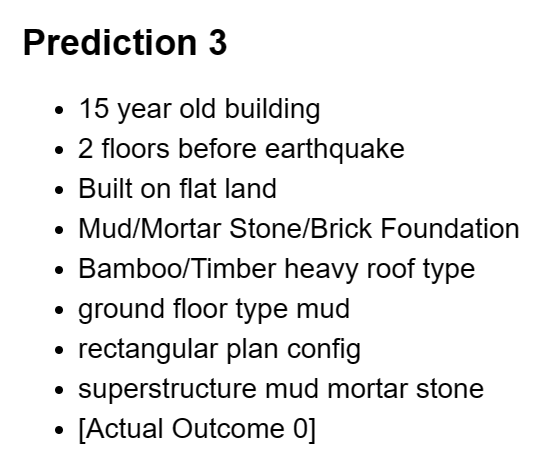 Prediction 3
15 year old building
2 floors before earthquake
Built on flat land
Mud/Mortar Stone/Brick Foundation
Bamboo/Timber heavy roof type
ground floor type mud
rectangular plan config
superstructure mud mortar stone
[Actual Outcome 0]